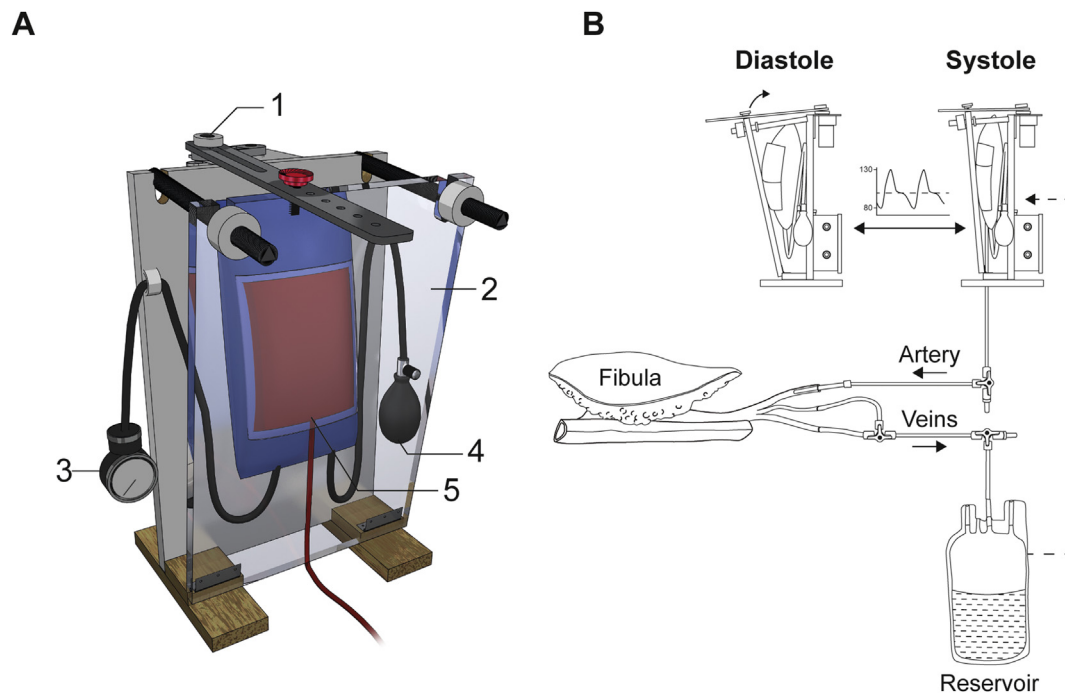 A
B
Diastole
Systole
1
130
80
2
Artery
Fibula
Veins
3
4
5
Reservoir